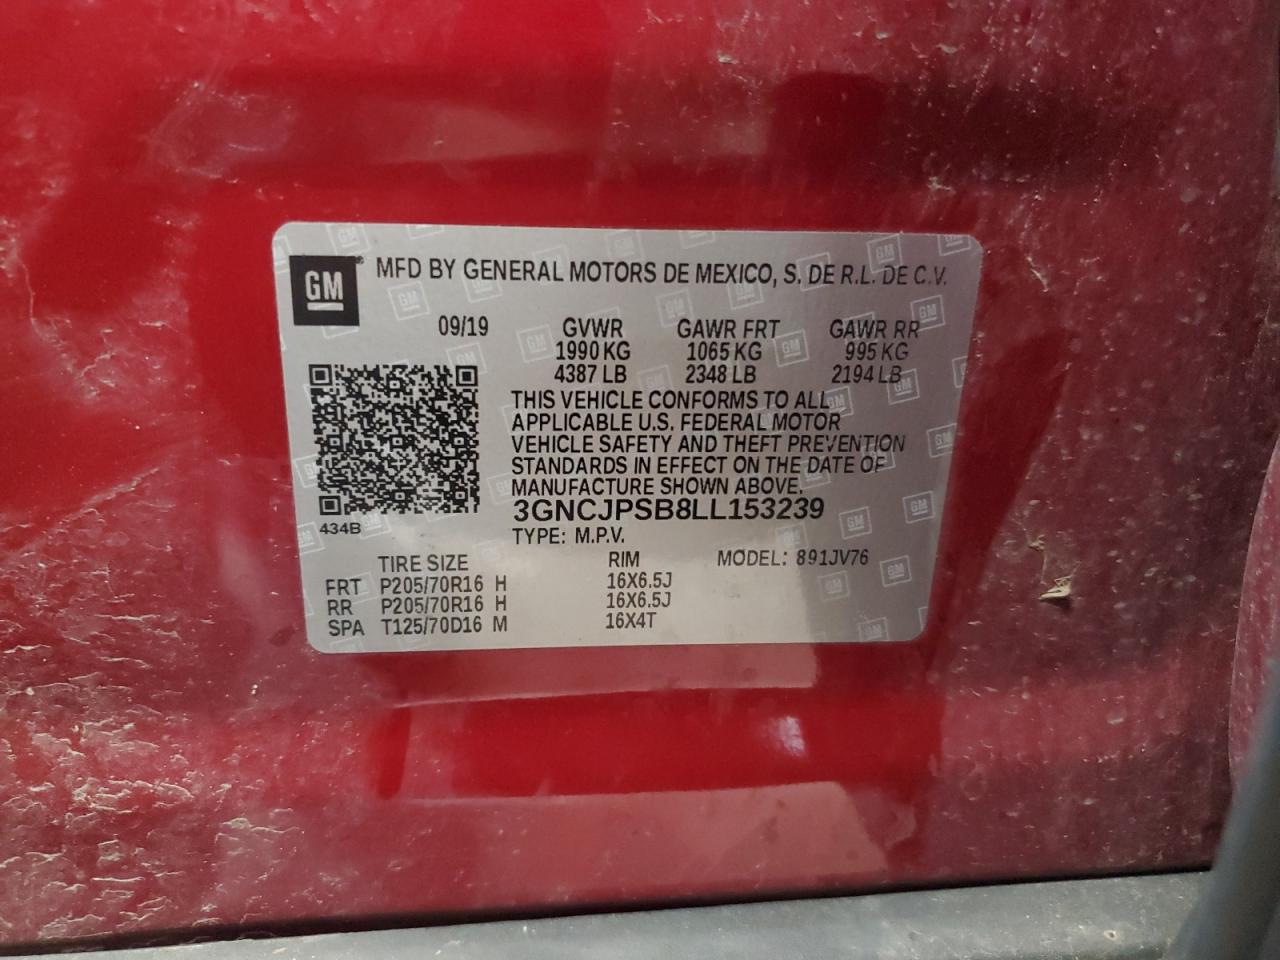 GM
MFD BY GENERAL MOTORS DE MEXICO, S. DE R.L. DE C.V.
09/19 GVWR GAWR FRT GAWR RR
1990 KG 1065 KG 995 KG
4387 LB 2348 LB 2194 LB
THIS VEHICLE CONFORMS TO ALL
APPLICABLE U.S. FEDERAL MOTOR
VEHICLE SAFETY AND THEFT PREVENTION
STANDARDS IN EFFECT ON THE DATE OF
MANUFACTURE SHOWN ABOVE.
3GNCJPSB8LL153239
434B
TYPE: M.P.V.
TIRE SIZE RIM MODEL: 891JV76
FRT P205/70R16 H 16X6.5J
RR P205/70R16 H 16X6.5J
SPA T125/70D16 M 16X4T